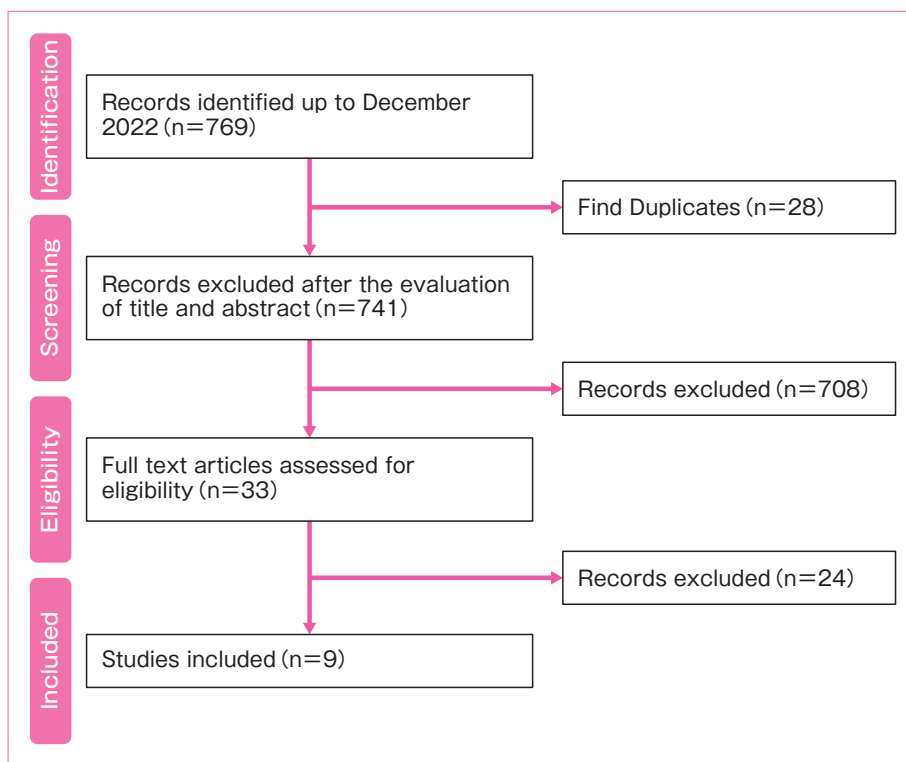 Identification
Records identified up to December
2022 (n=769)
Find Duplicates (n=28)
Screening
Records excluded after the evaluation
of title and abstract (n=741)
Records excluded (n=708)
Eligibility
Full text articles assessed for
eligibility (n=33)
Records excluded (n=24)
Included
Studies included (n=9)